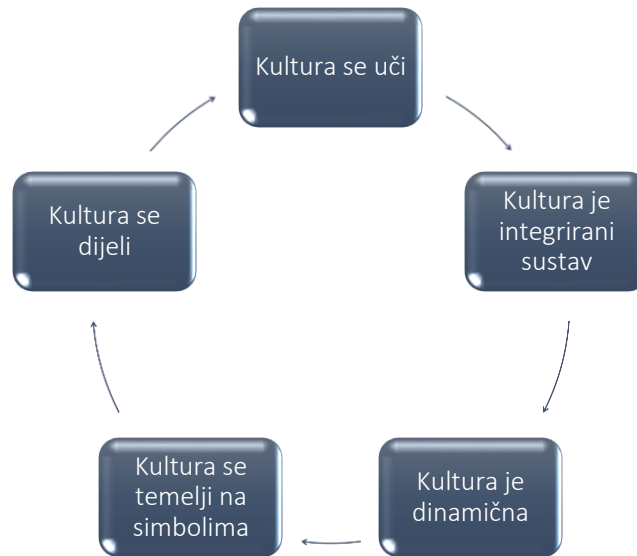 Kultura se uči
Kultura je
integrirani
sustav
Kultura je
dinamična
Kultura se
temelji na
simbolima
Kultura se
dijeli